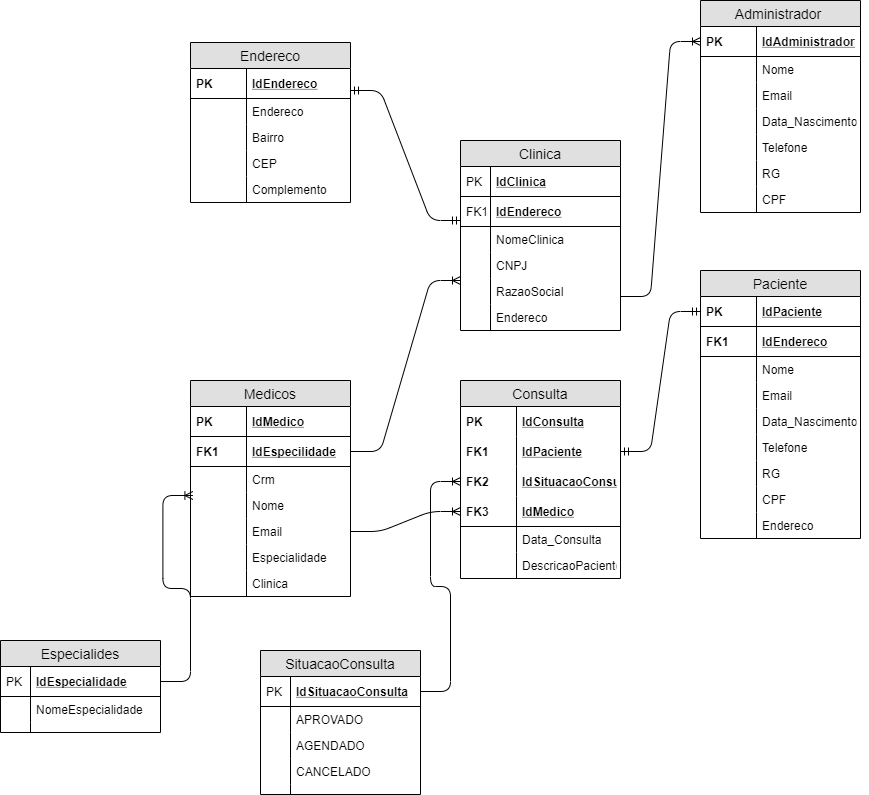 Administrador
PK IdAdministrador
Nome
Email
Data_Nascimento
Telefone
RG
CPF
Endereco
PK IdEndereco
Endereco
Bairro
CEP
Complemento
Clinica
PK IdClinica
FK1 IdEndereco
NomeClinica
CNPJ
RazaoSocial
Endereco
Paciente
PK IdPaciente
FK1 IdEndereco
Nome
Email
Data_Nascimento
Telefone
RG
CPF
Endereco
Medicos
PK IdMedico
FK1 IdEspecilidade
Crm
Nome
Email
Especialidade
Clinica
Consulta
PK IdConsulta
FK1 IdPaciente
FK2 IdSituacaoConsu
FK3 IdMedico
Data_Consulta
DescricaoPaciente
Especialides
PK IdEspecialidade
NomeEspecialidade
SituacaoConsulta
PK IdSituacaoConsulta
APROVADO
AGENDADO
CANCELADO